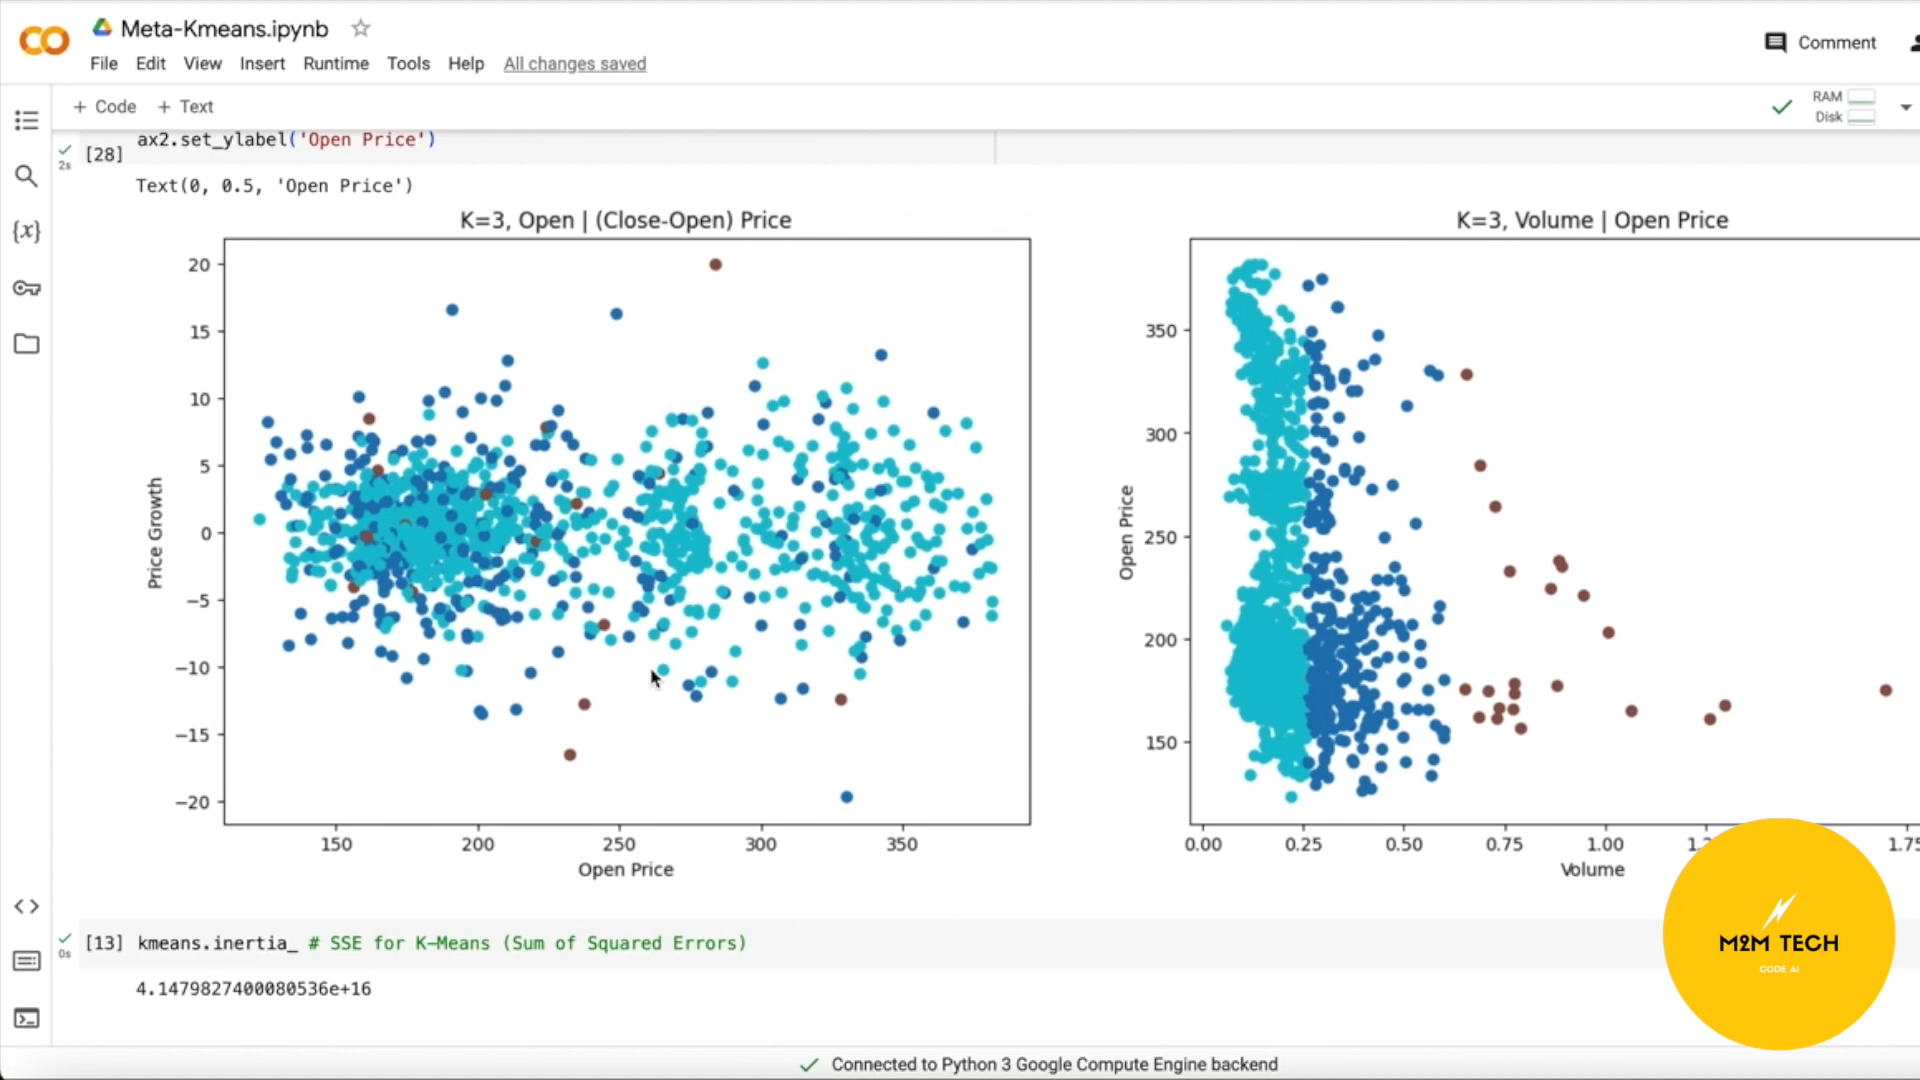 Meta-Kmeans.ipynb
Comment
File Edit View Insert Runtime Tools Help All changes saved
+ Code + Text
RAM
Disk
ax2.set_ylabel('Open Price')
[28]
2s
Text(0, 0.5, 'Open Price')
{x}
K=3, Open | (Close-Open) Price
20
15
10
5
0
−5
−10
−15
−20
Price Growth
150 200 250 300 350
Open Price
K=3, Volume | Open Price
350
300
250
200
150
Open Price
0.00 0.25 0.50 0.75 1.00 1.75
Volume
[13] kmeans.inertia_ # SSE for K-Means (Sum of Squared Errors)
0s
4.1479827400080536e+16
M2M TECH
CODE AI
Connected to Python 3 Google Compute Engine backend